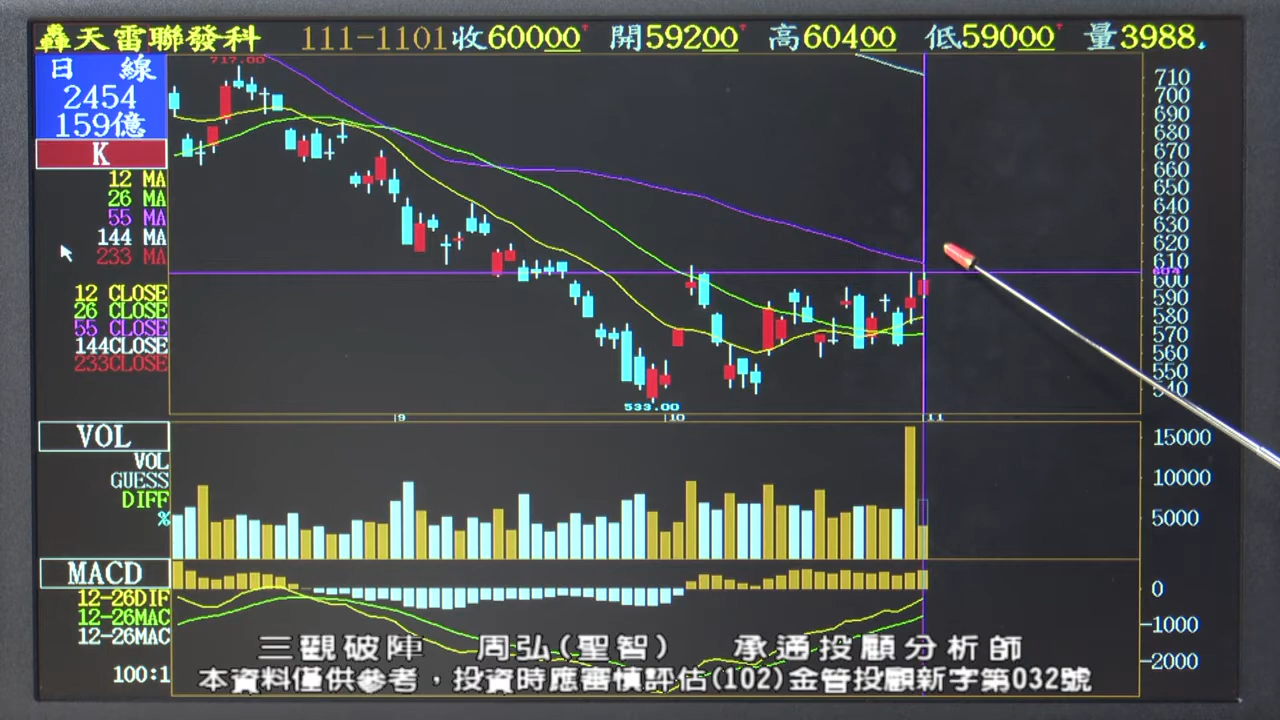 轟天雷聯發科 111-1101收60000 開59200 高60400 低59000 量3988
日 線
2454
159億
K
12 MA
26 MA
55 MA
144 MA
233 MA
12 CLOSE
26 CLOSE
55 CLOSE
144CLOSE
233CLOSE
717.00
533.00
710
700
690
680
670
660
650
640
630
620
610
604
600
590
580
570
560
550
540
9 10 11
VOL
VOL
GUESS
DIFF
%
15000
10000
5000
MACD
12-26DIF
12-26MAC
12-26MAC
100:1
0
-1000
-2000
三觀破陣 周弘(聖智) 承通投顧分析師
本資料僅供參考,投資時應審慎評估(102)金管投顧新字第032號